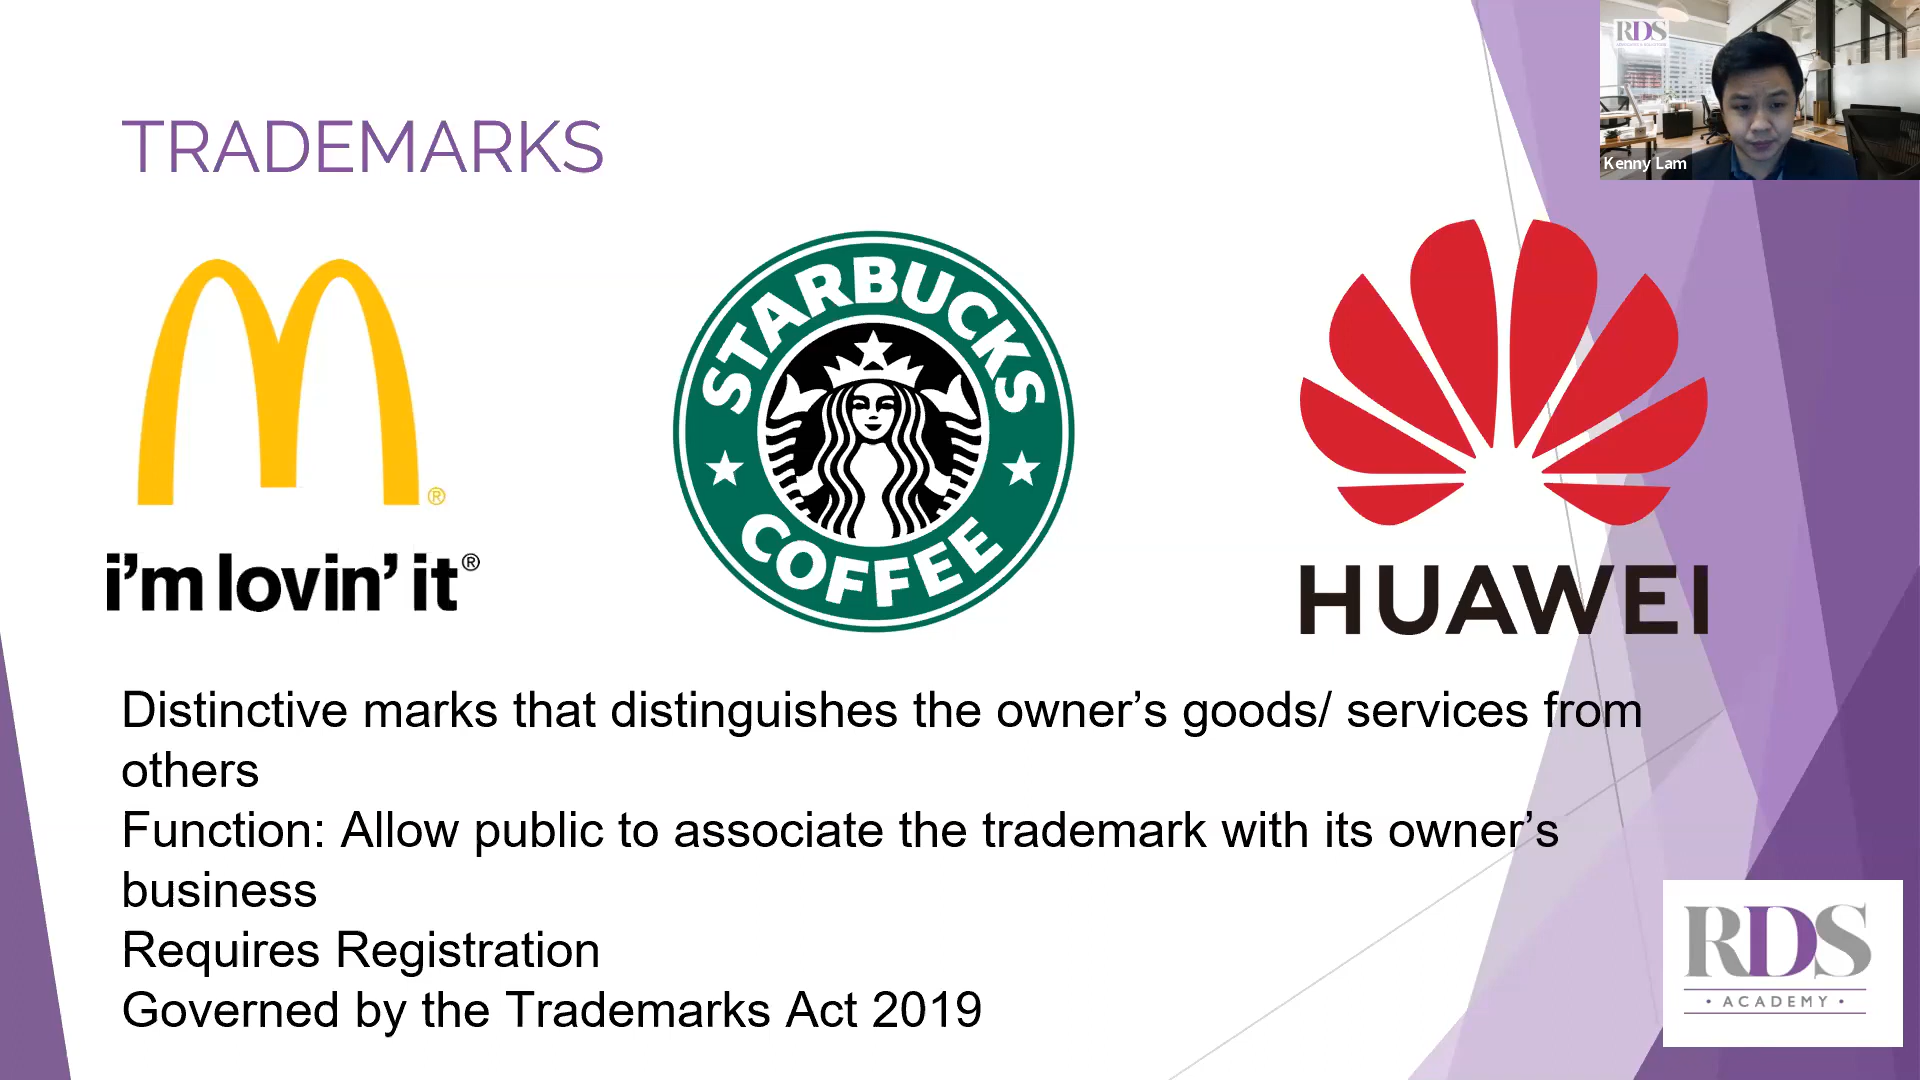 RDS
Kenny Lam
TRADEMARKS
®
i'm lovin' it®
STARBUCKS
COFFEE
HUAWEI
Distinctive marks that distinguishes the owner's goods/ services from
others
Function: Allow public to associate the trademark with its owner's
business
Requires Registration
Governed by the Trademarks Act 2019
RDS
• ACADEMY •